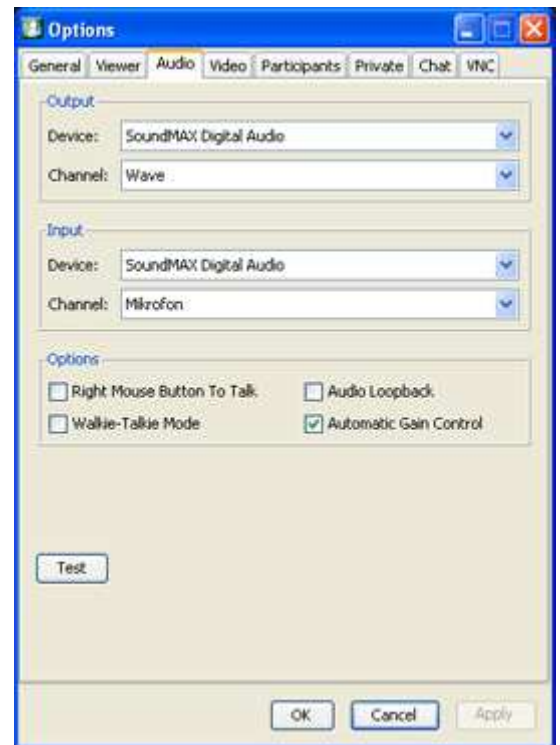 Options
General Viewer Audio Video Participants Private Chat VNC
Output
Device: SoundMAX Digital Audio
Channel: Wave
Input
Device: SoundMAX Digital Audio
Channel: Mikrofon
Options
Right Mouse Button To Talk Audio Loopback
Walkie-Talkie Mode Automatic Gain Control
Test
OK Cancel Apply